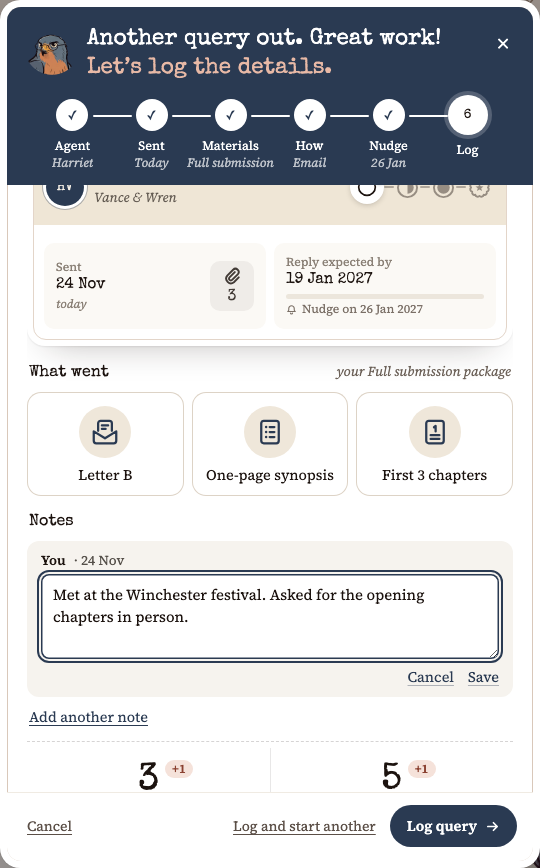 Another query out. Great work!
Let's log the details.
✓ ✓ ✓ ✓ ✓ 6
Agent Sent Materials How Nudge Log
Harriet Today Full submission Email 26 Jan
Vance & Wren
Sent
24 Nov
today
3
Reply expected by
19 Jan 2027
Nudge on 26 Jan 2027
What went your Full submission package
Letter B One-page synopsis First 3 chapters
Notes
You · 24 Nov
Met at the Winchester festival. Asked for the opening
chapters in person.
Cancel Save
Add another note
3 +1 5 +1
Cancel Log and start another Log query →